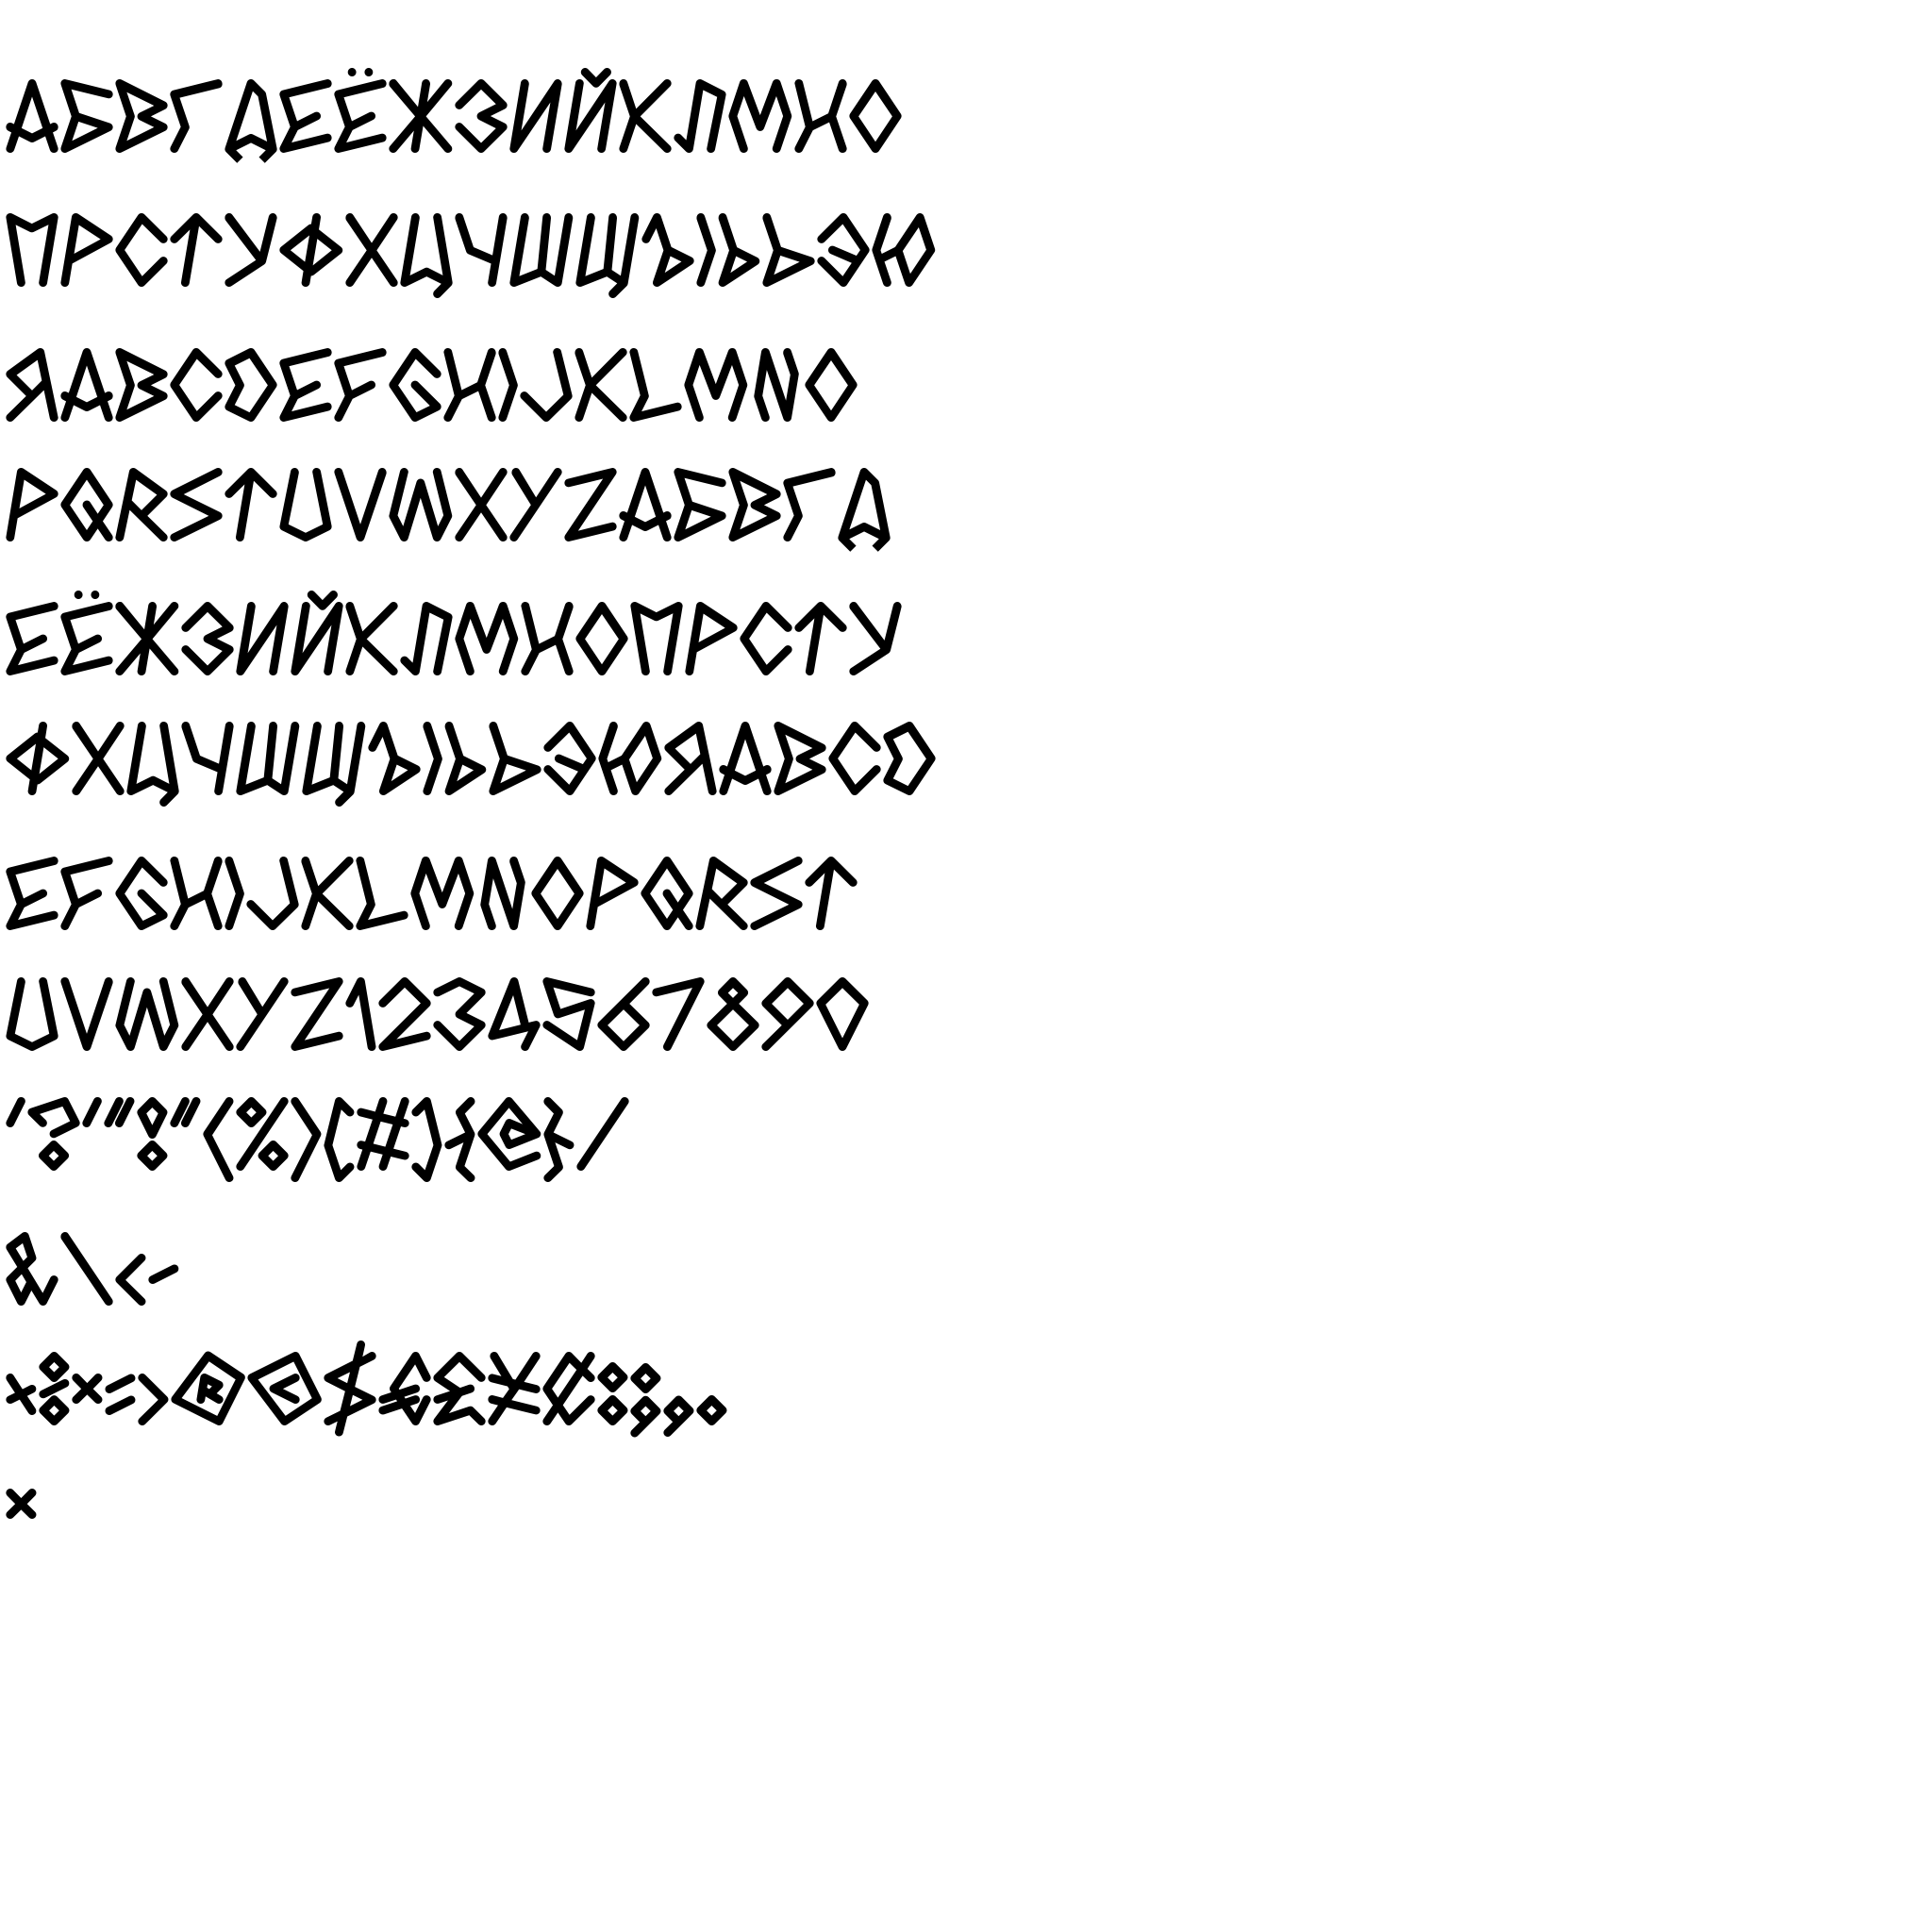 АБВГДЕЁЖЗИЙКЛМНО
ПРСТУФХЦЧШЩЪЫЬЭЮ
ЯABCDEFGHIJKLMNO
PQRSTUVWXYZАБВГД
ЕЁЖЗИЙКЛМНОПРСТУ
ФХЦЧШЩЪЫЬЭЮЯABCD
EFGHIJKLMNOPQRST
UVWXYZ1234567890
‘?’“!”(%)[#]{@}/
&\<-
+÷×=>®©$€£¥¢:;,.
*